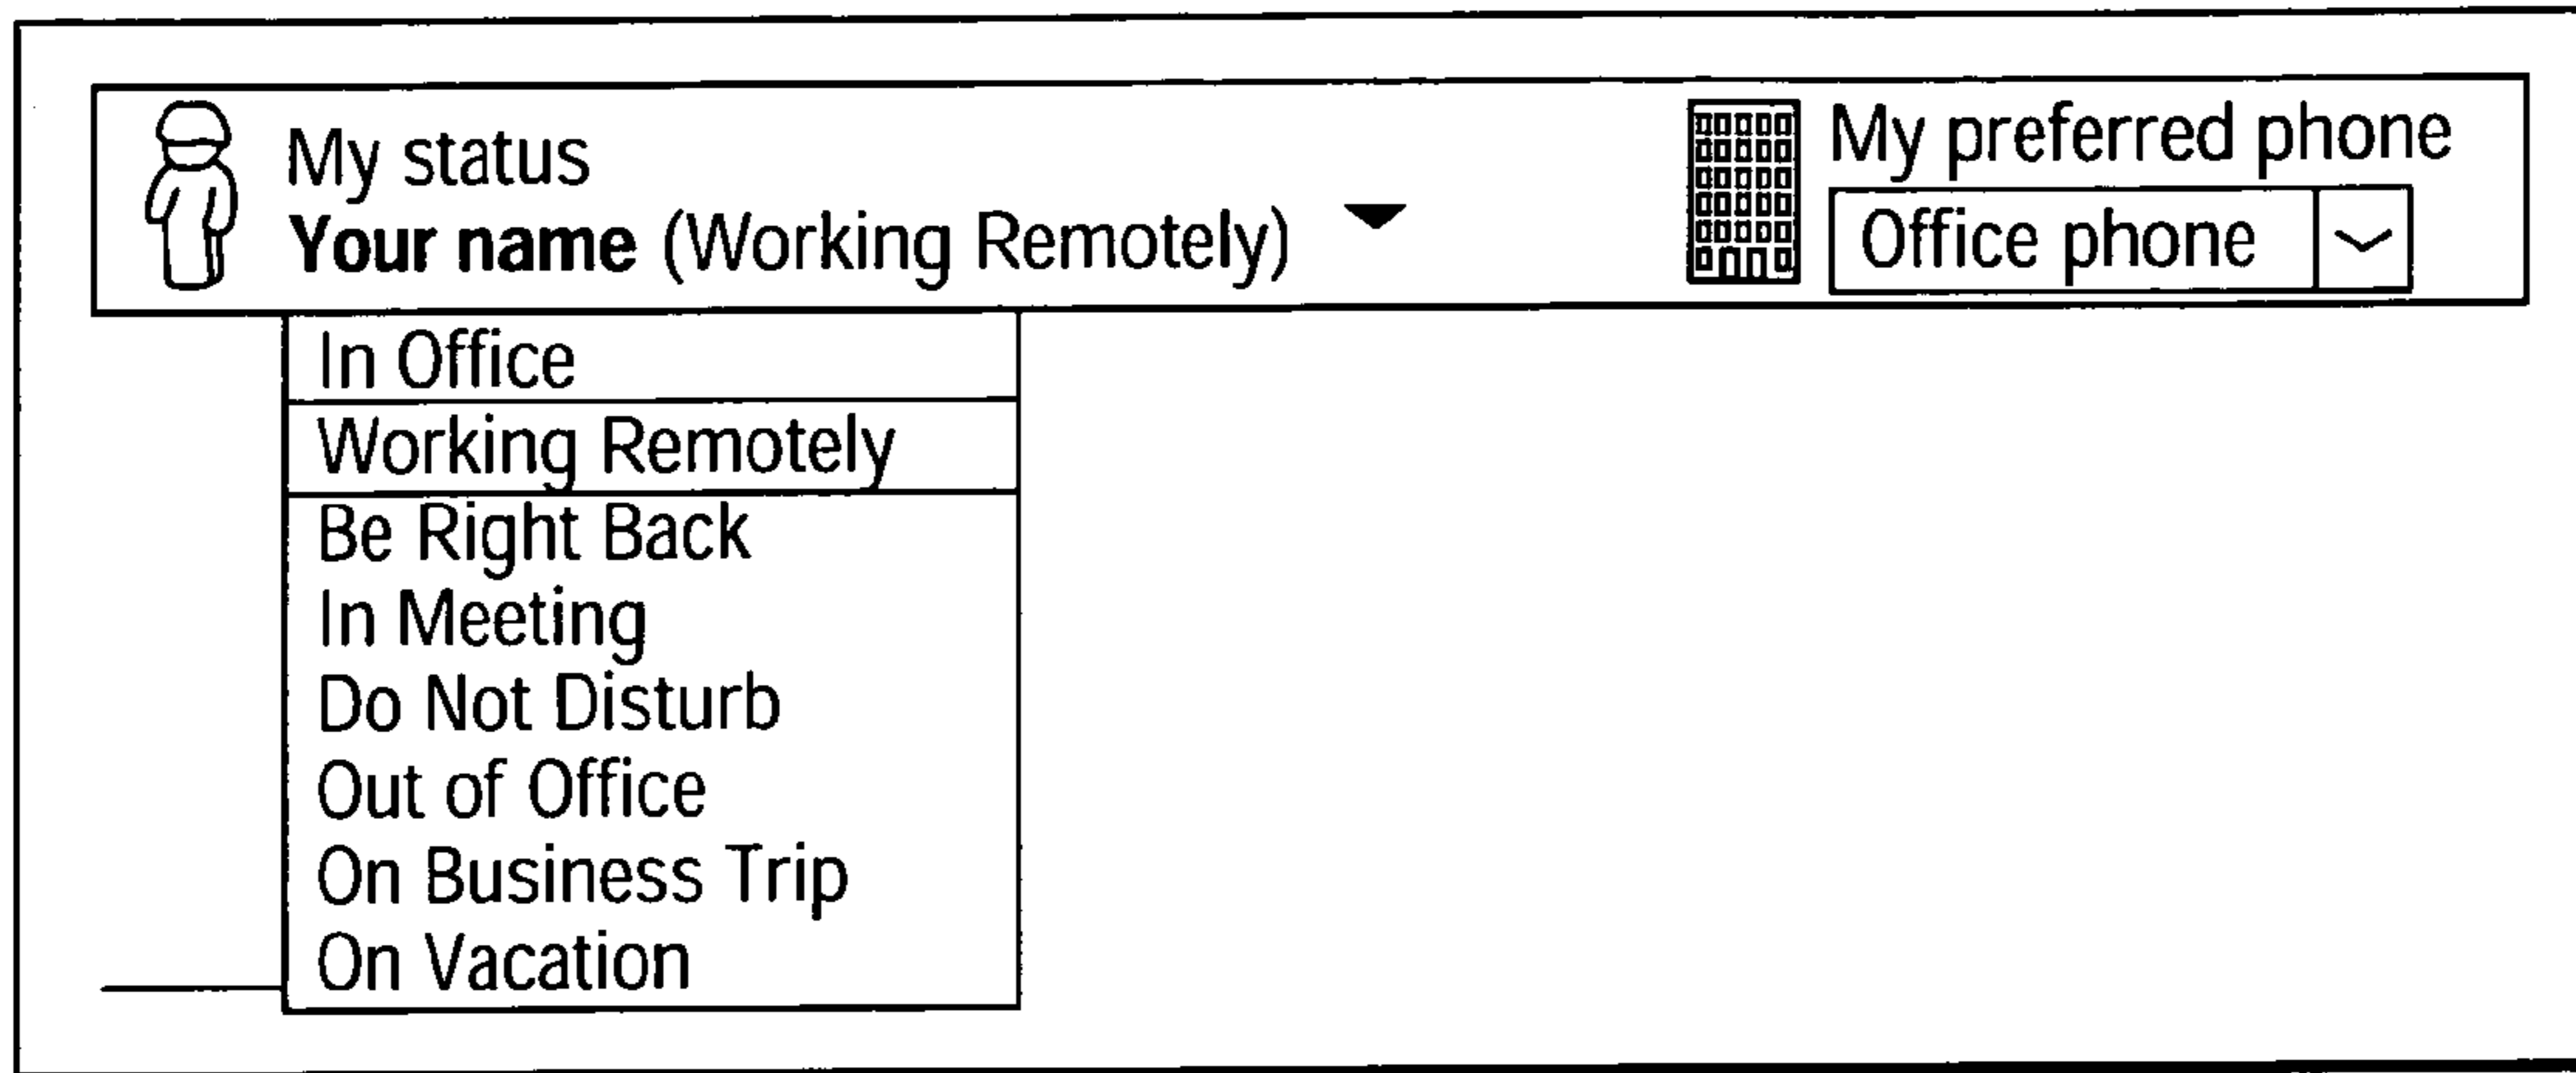 My status
Your name (Working Remotely)
My preferred phone
Office phone
In Office
Working Remotely
Be Right Back
In Meeting
Do Not Disturb
Out of Office
On Business Trip
On Vacation